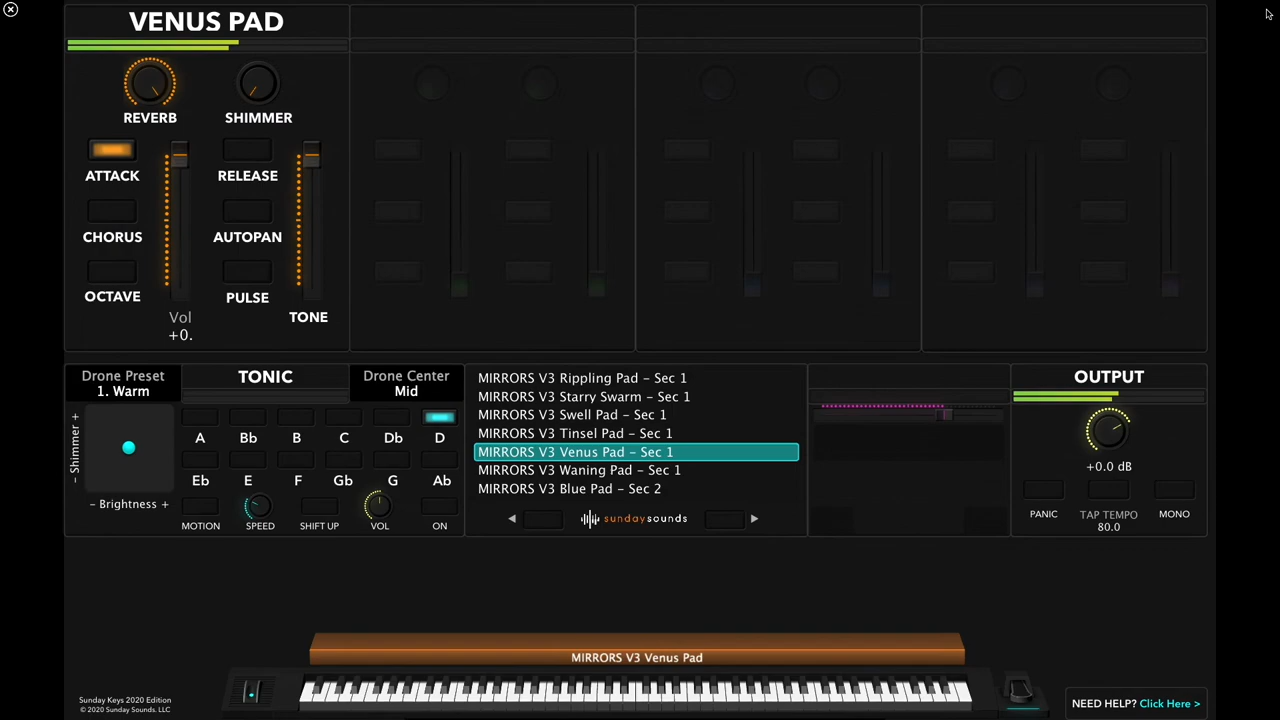 VENUS PAD
REVERB
SHIMMER
ATTACK
RELEASE
CHORUS
AUTOPAN
OCTAVE
PULSE
Vol
+0.
TONE
Drone Preset
1. Warm
TONIC
Drone Center
Mid
- Shimmer +
- Brightness +
A
Bb
B
C
Db
D
Eb
E
F
Gb
G
Ab
MOTION
SPEED
SHIFT UP
VOL
ON
MIRRORS V3 Rippling Pad – Sec 1
MIRRORS V3 Starry Swarm – Sec 1
MIRRORS V3 Swell Pad – Sec 1
MIRRORS V3 Tinsel Pad – Sec 1
MIRRORS V3 Venus Pad – Sec 1
MIRRORS V3 Waning Pad – Sec 1
MIRRORS V3 Blue Pad – Sec 2
sundaysounds
OUTPUT
+0.0 dB
PANIC
TAP TEMPO
80.0
MONO
MIRRORS V3 Venus Pad
Sunday Keys 2020 Edition
© 2020 Sunday Sounds. LLC
NEED HELP? Click Here >